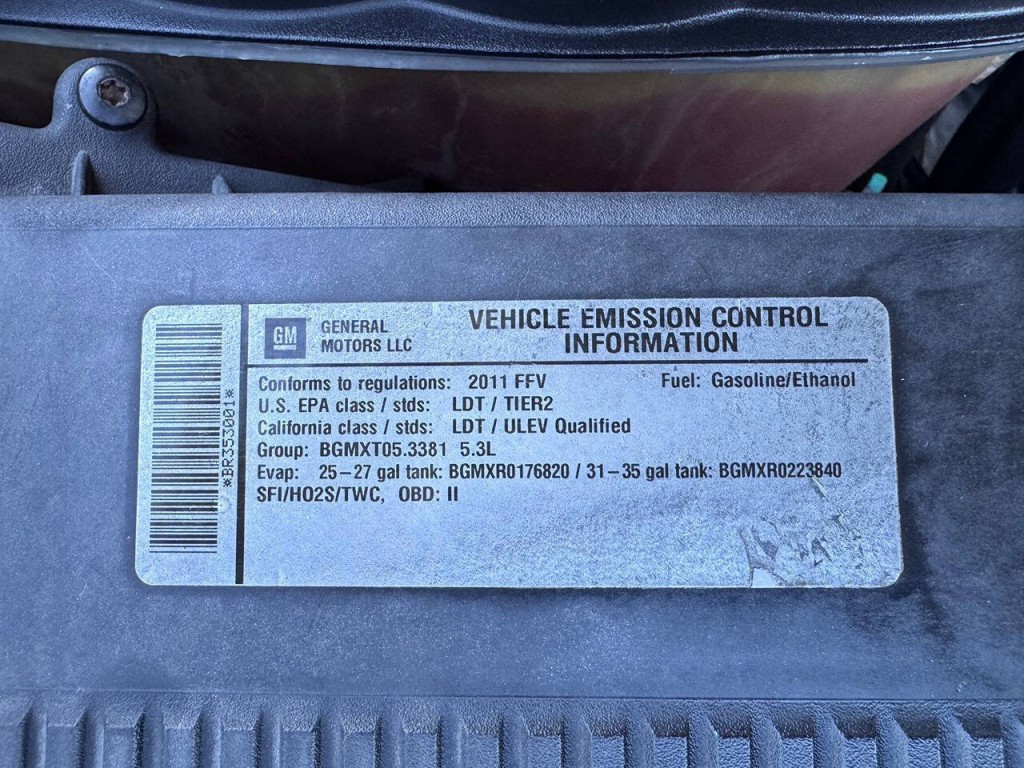 *BR353001*
GM
GENERAL
MOTORS LLC
VEHICLE EMISSION CONTROL
INFORMATION
Conforms to regulations: 2011 FFV Fuel: Gasoline/Ethanol
U.S. EPA class / stds: LDT / TIER2
California class / stds: LDT / ULEV Qualified
Group: BGMXT05.3381 5.3L
Evap: 25–27 gal tank: BGMXR0176820 / 31–35 gal tank: BGMXR0223840
SFI/HO2S/TWC, OBD: II